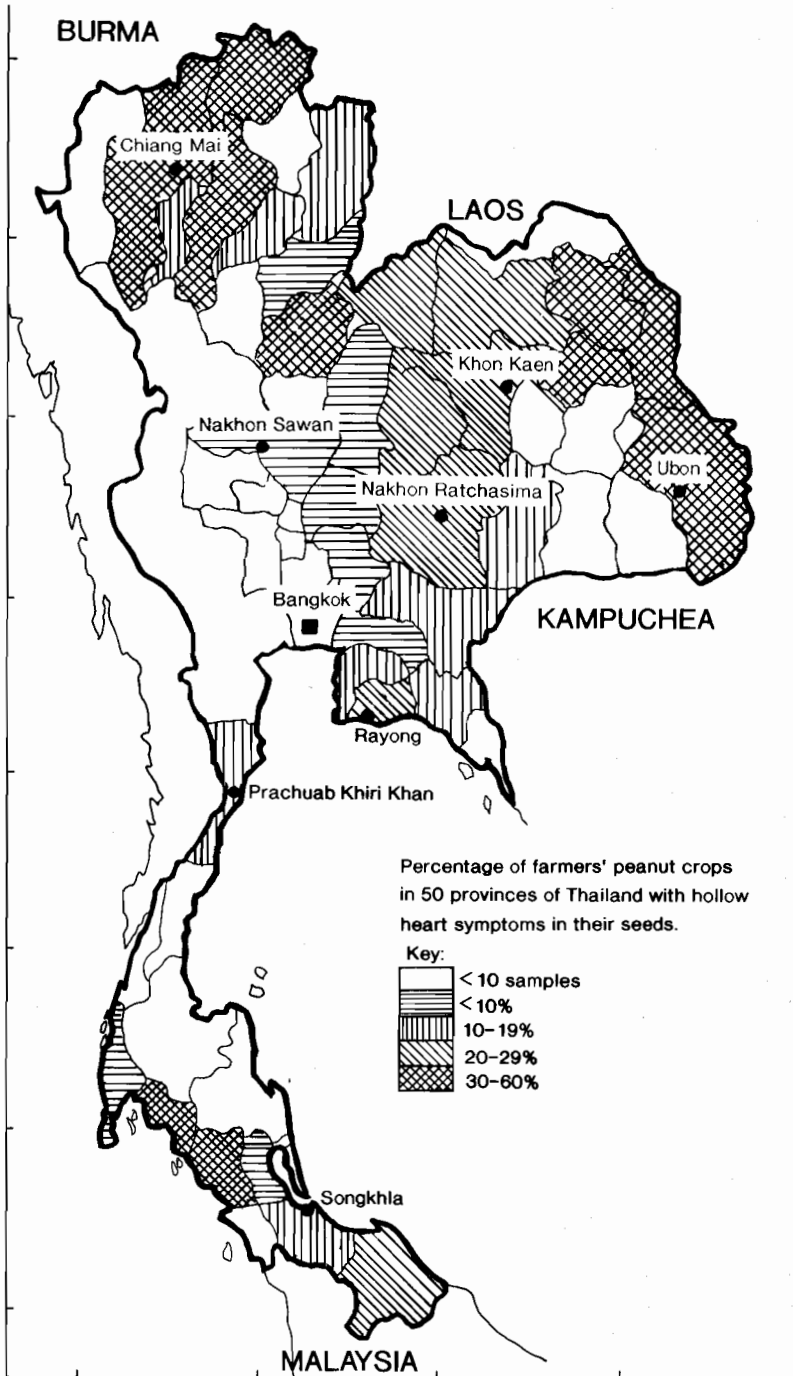 BURMA
Chiang Mai
LAOS
Khon Kaen
Nakhon Sawan
Ubon
Nakhon Ratchasima
Bangkok
KAMPUCHEA
Rayong
Prachuab Khiri Khan
Percentage of farmers' peanut crops
in 50 provinces of Thailand with hollow
heart symptoms in their seeds.
Key:
< 10 samples
< 10%
10-19%
20-29%
30-60%
Songkhla
MALAYSIA